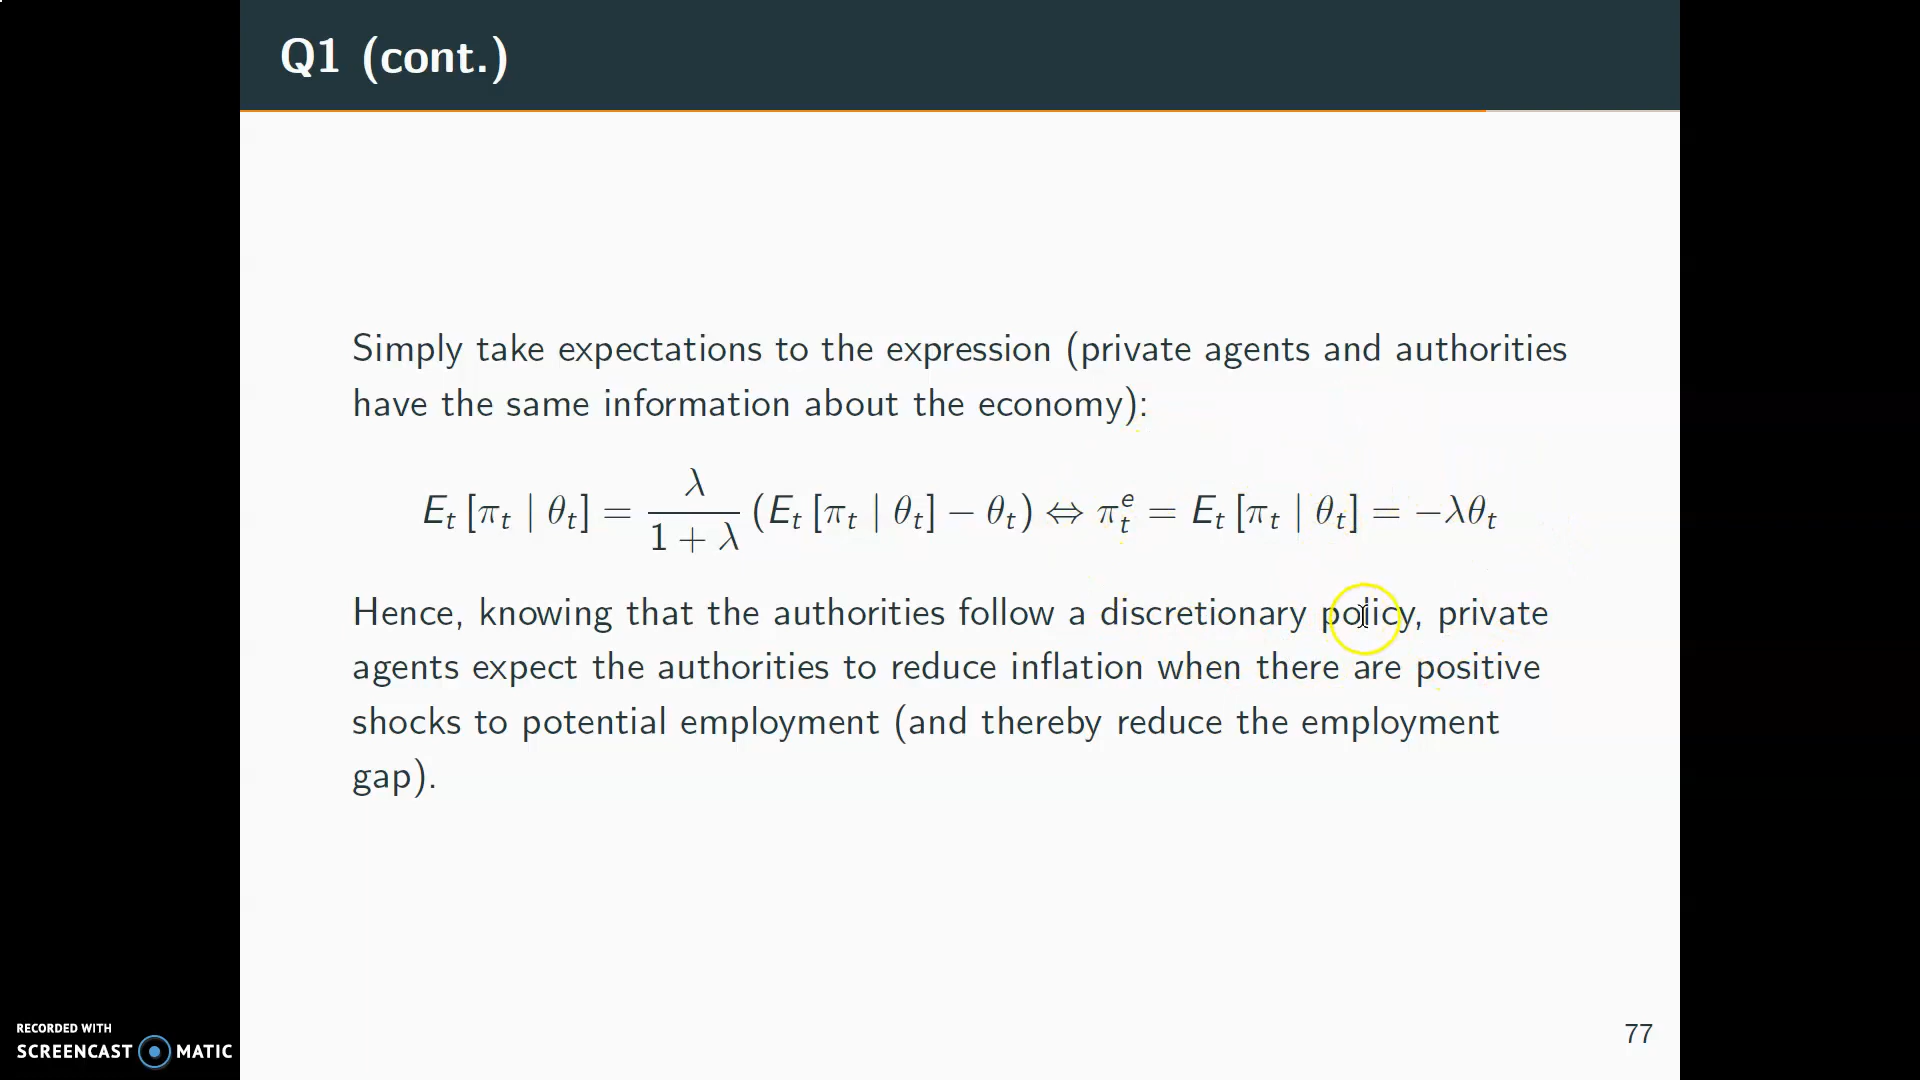 Q1 (cont.)
Simply take expectations to the expression (private agents and authorities
have the same information about the economy):
E_t [π_t | θ_t] = λ / (1 + λ) (E_t [π_t | θ_t] − θ_t) ⇔ π_t^e = E_t [π_t | θ_t] = −λθ_t
Hence, knowing that the authorities follow a discretionary policy, private
agents expect the authorities to reduce inflation when there are positive
shocks to potential employment (and thereby reduce the employment
gap).
RECORDED WITH
SCREENCAST MATIC
77